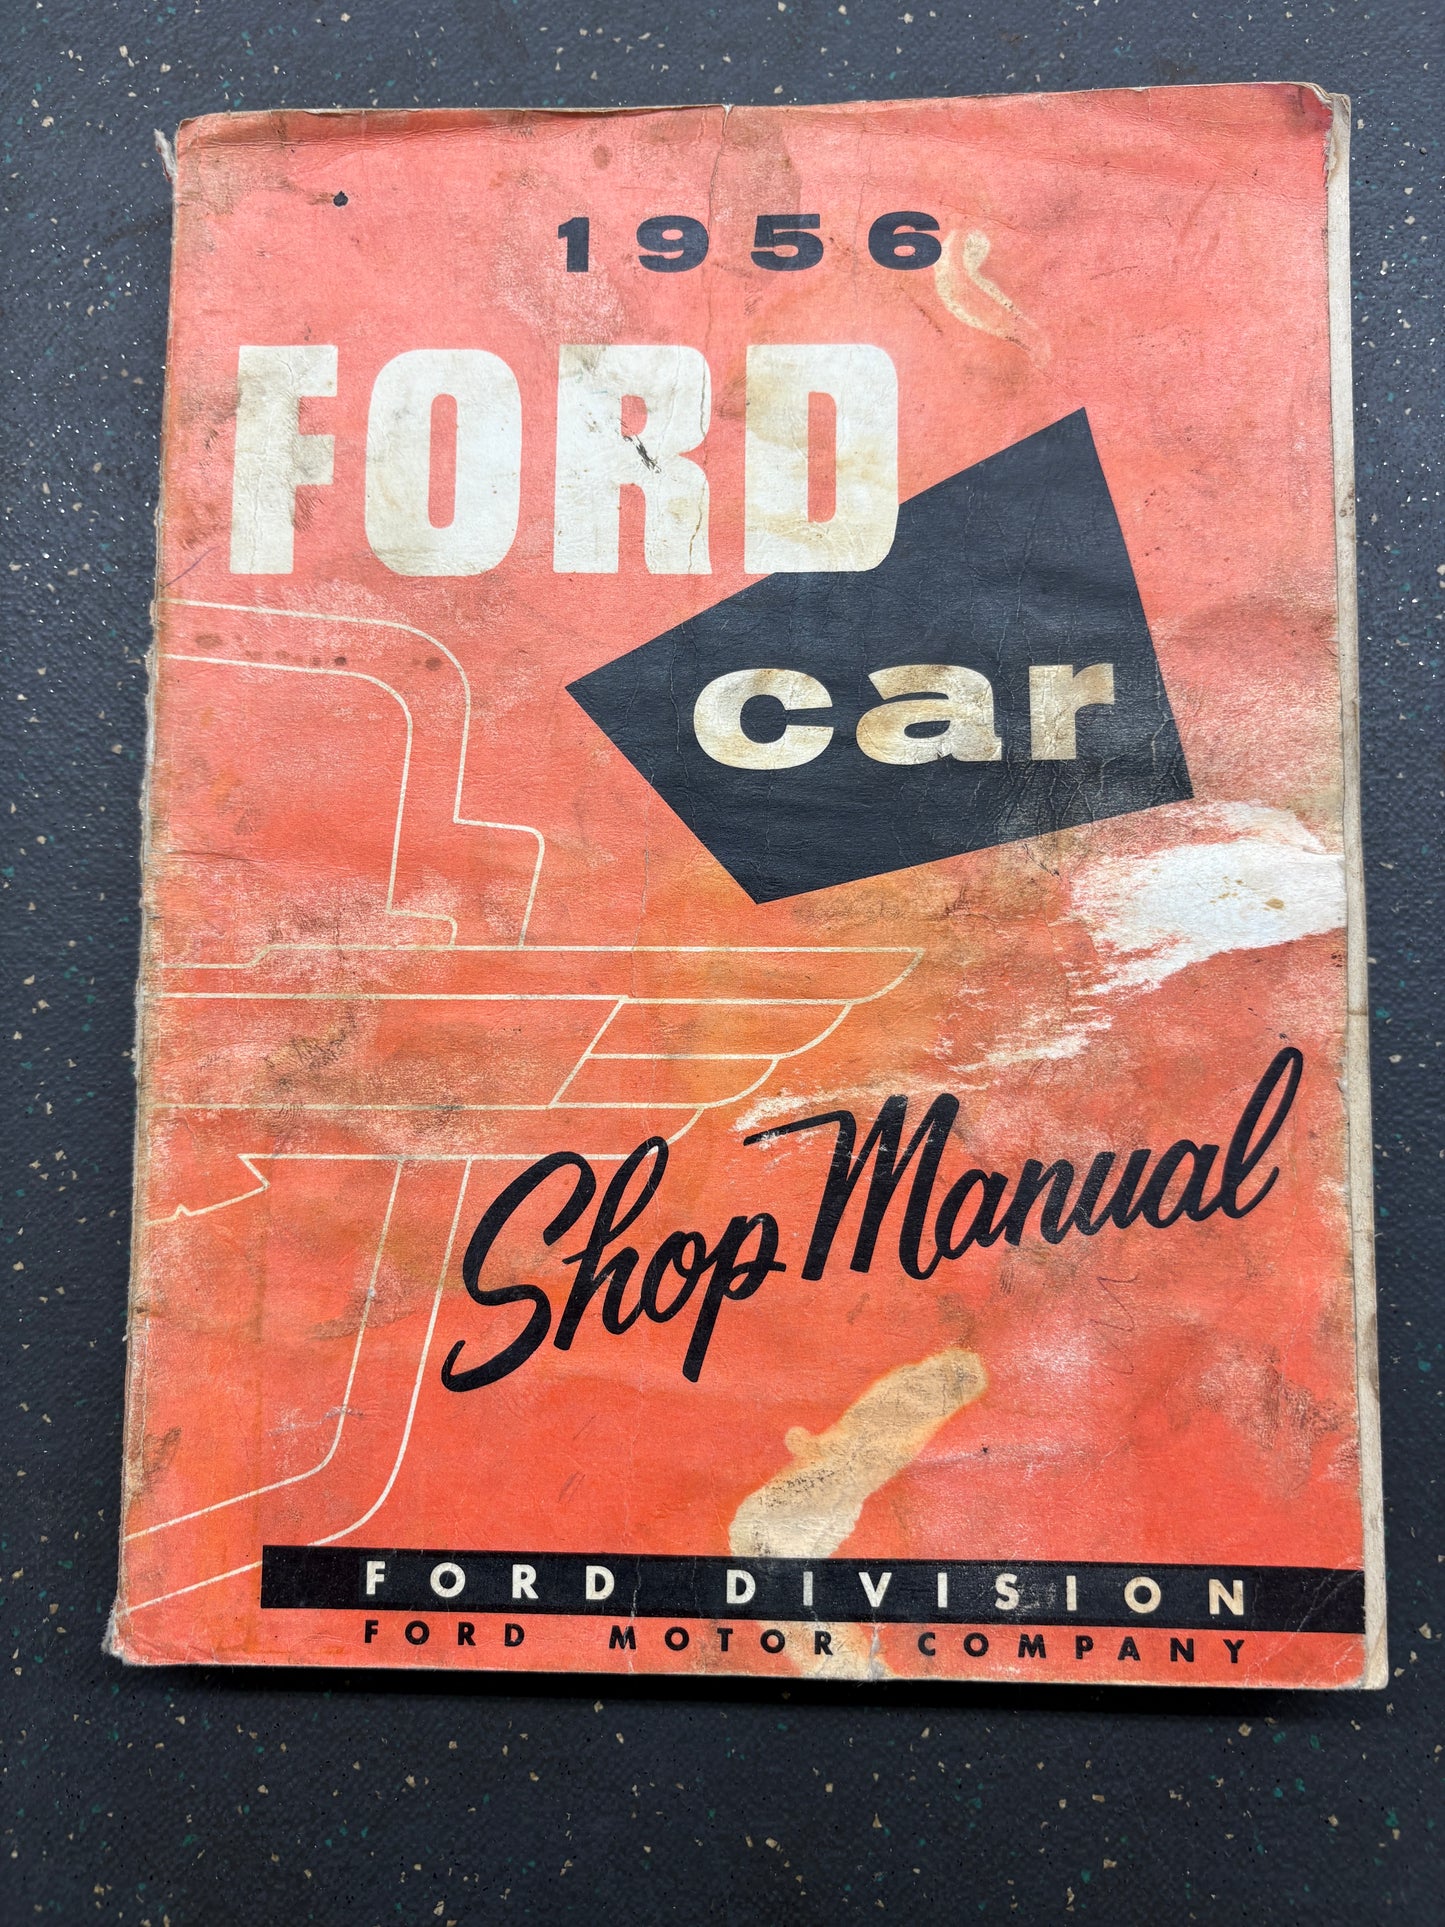 1956
FORD
car
Shop Manual
FORD DIVISION
FORD MOTOR COMPANY